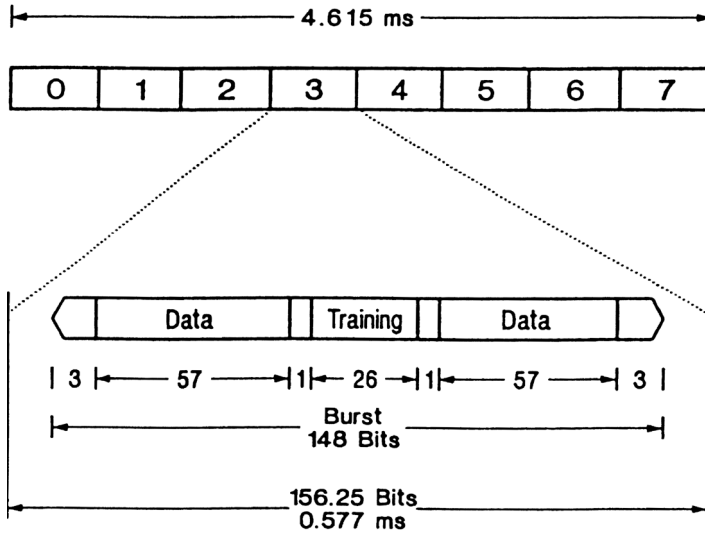 4.615 ms
0 1 2 3 4 5 6 7
Data Training Data
3 57 1 26 1 57 3
Burst
148 Bits
156.25 Bits
0.577 ms